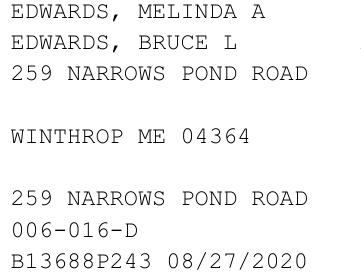 EDWARDS, MELINDA A
EDWARDS, BRUCE L
259 NARROWS POND ROAD
WINTHROP ME 04364
259 NARROWS POND ROAD
006-016-D
B13688P243 08/27/2020